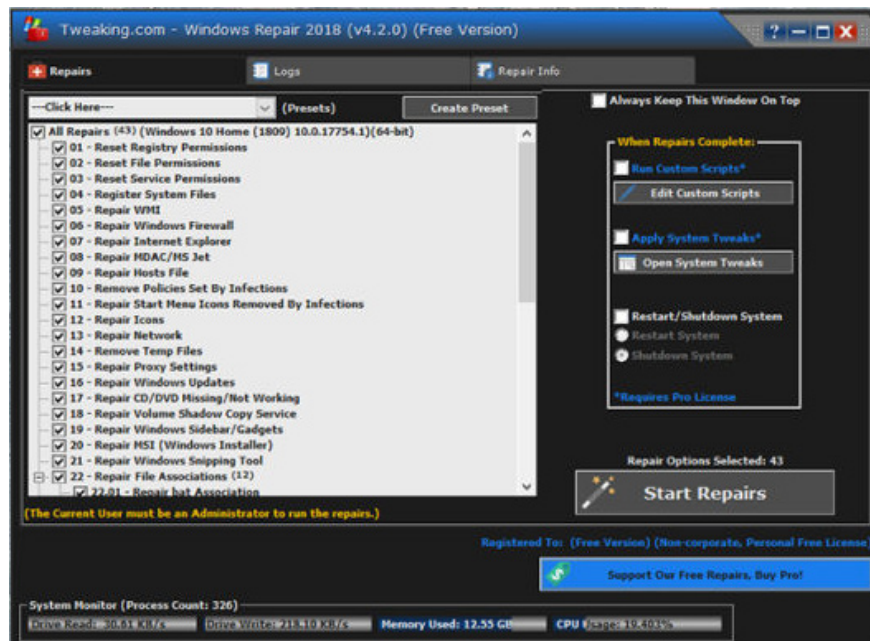 Tweaking.com - Windows Repair 2018 (v4.2.0) (Free Version)
?
Repairs
Logs
Repair Info
---Click Here---
(Presets)
Create Preset
Always Keep This Window On Top
All Repairs (43) (Windows 10 Home (1809) 10.0.17754.1)(64-bit)
01 - Reset Registry Permissions
02 - Reset File Permissions
03 - Reset Service Permissions
04 - Register System Files
05 - Repair WMI
06 - Repair Windows Firewall
07 - Repair Internet Explorer
08 - Repair MDAC/MS Jet
09 - Repair Hosts File
10 - Remove Policies Set By Infections
11 - Repair Start Menu Icons Removed By Infections
12 - Repair Icons
13 - Repair Network
14 - Remove Temp Files
15 - Repair Proxy Settings
16 - Repair Windows Updates
17 - Repair CD/DVD Missing/Not Working
18 - Repair Volume Shadow Copy Service
19 - Repair Windows Sidebar/Gadgets
20 - Repair MSI (Windows Installer)
21 - Repair Windows Snipping Tool
22 - Repair File Associations (12)
22.01 - Repair bat Association
(The Current User must be an Administrator to run the repairs.)
When Repairs Complete:
Run Custom Scripts*
Edit Custom Scripts
Apply System Tweaks*
Open System Tweaks
Restart/Shutdown System
Restart System
Shutdown System
*Requires Pro License
Repair Options Selected: 43
Start Repairs
Registered To: (Free Version) (Non-corporate, Personal Free License)
Support Our Free Repairs, Buy Pro!
System Monitor (Process Count: 326)
Drive Read: 30.61 KB/s
Drive Write: 218.10 KB/s
Memory Used: 12.55 GB
CPU Usage: 19.403%